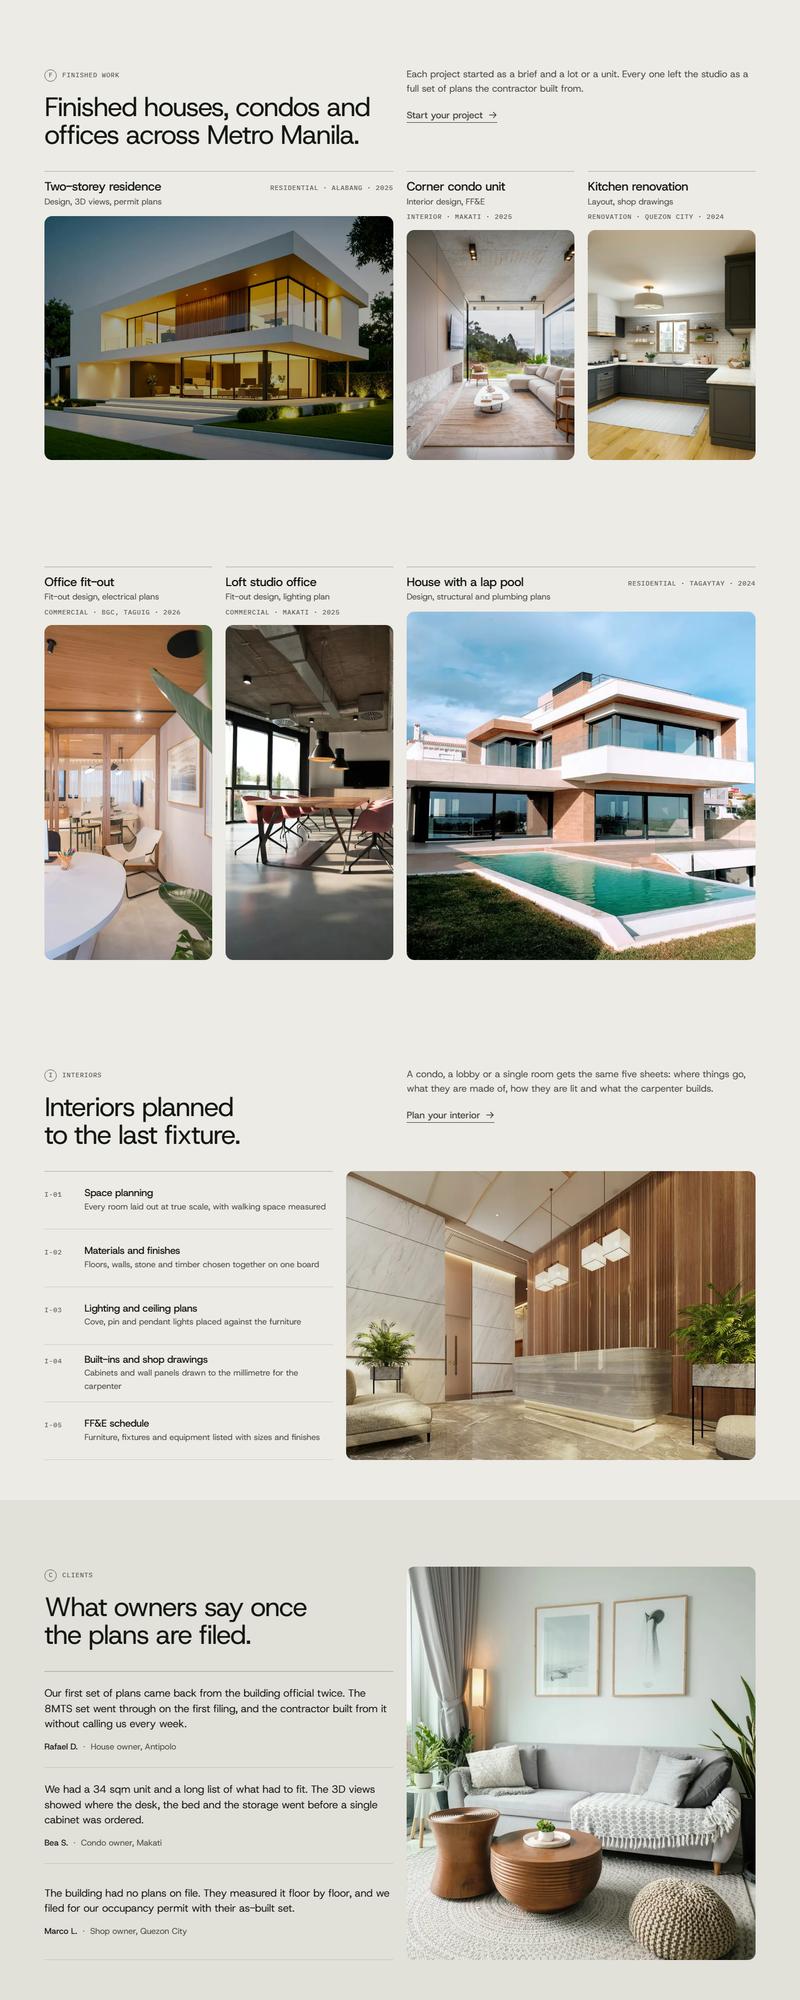 F FINISHED WORK
Finished houses, condos and
offices across Metro Manila.
Each project started as a brief and a lot or a unit. Every one left the studio as a
full set of plans the contractor built from.
Start your project →
Two-storey residence
RESIDENTIAL · ALABANG · 2025
Design, 3D views, permit plans
Corner condo unit
Interior design, FF&E
INTERIOR · MAKATI · 2025
Kitchen renovation
Layout, shop drawings
RENOVATION · QUEZON CITY · 2024
Office fit-out
Fit-out design, electrical plans
COMMERCIAL · BGC, TAGUIG · 2026
Loft studio office
Fit-out design, lighting plan
COMMERCIAL · MAKATI · 2025
House with a lap pool
RESIDENTIAL · TAGAYTAY · 2024
Design, structural and plumbing plans
I INTERIORS
Interiors planned
to the last fixture.
A condo, a lobby or a single room gets the same five sheets: where things go,
what they are made of, how they are lit and what the carpenter builds.
Plan your interior →
I-01 Space planning
Every room laid out at true scale, with walking space measured
I-02 Materials and finishes
Floors, walls, stone and timber chosen together on one board
I-03 Lighting and ceiling plans
Cove, pin and pendant lights placed against the furniture
I-04 Built-ins and shop drawings
Cabinets and wall panels drawn to the millimetre for the
carpenter
I-05 FF&E schedule
Furniture, fixtures and equipment listed with sizes and finishes
C CLIENTS
What owners say once
the plans are filed.
Our first set of plans came back from the building official twice. The
8MTS set went through on the first filing, and the contractor built from it
without calling us every week.
Rafael D. · House owner, Antipolo
We had a 34 sqm unit and a long list of what had to fit. The 3D views
showed where the desk, the bed and the storage went before a single
cabinet was ordered.
Bea S. · Condo owner, Makati
The building had no plans on file. They measured it floor by floor, and we
filed for our occupancy permit with their as-built set.
Marco L. · Shop owner, Quezon City